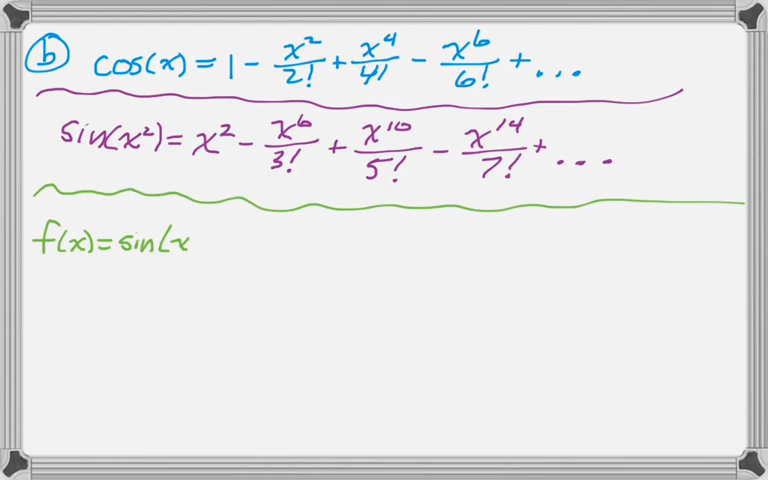 ⓑ cos(x) = 1 - x²/2! + x⁴/4! - x⁶/6! + ...
sin(x²) = x² - x⁶/3! + x¹⁰/5! - x¹⁴/7! + ...
f(x) = sin(x